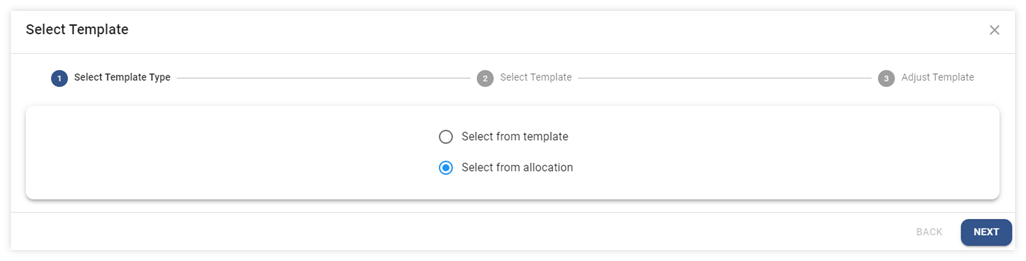 Select Template
1 Select Template Type 2 Select Template 3 Adjust Template
Select from template
Select from allocation
BACK NEXT